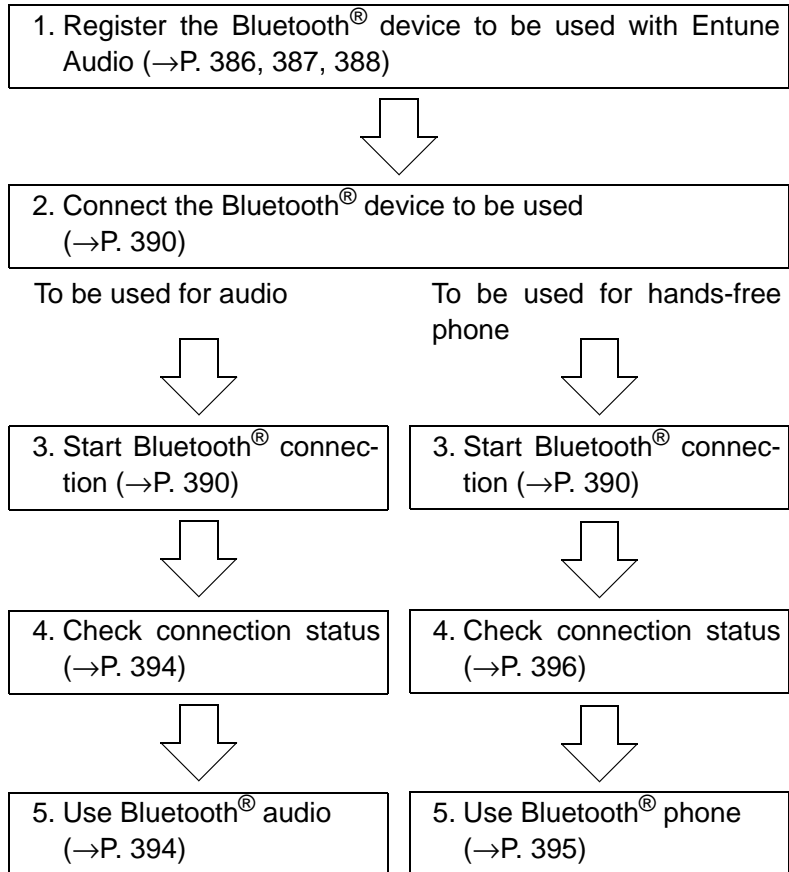 1. Register the Bluetooth® device to be used with Entune
Audio (→P. 386, 387, 388)
2. Connect the Bluetooth® device to be used
(→P. 390)
To be used for audio
To be used for hands-free
phone
3. Start Bluetooth® connec-
tion (→P. 390)
3. Start Bluetooth® connec-
tion (→P. 390)
4. Check connection status
(→P. 394)
4. Check connection status
(→P. 396)
5. Use Bluetooth® audio
(→P. 394)
5. Use Bluetooth® phone
(→P. 395)